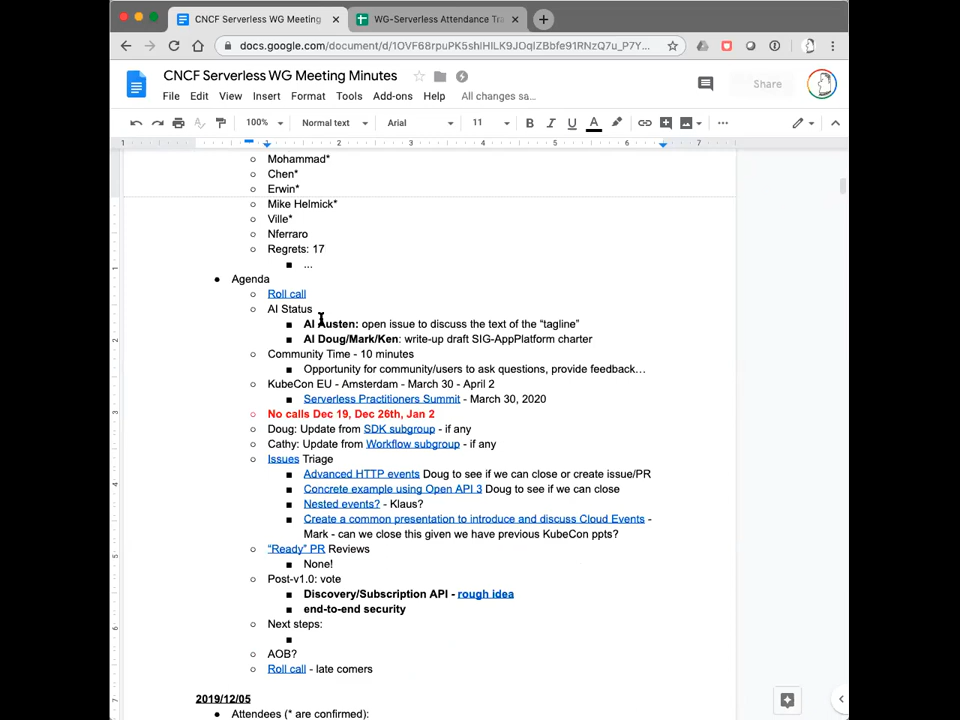 CNCF Serverless WG Meeting
WG-Serverless Attendance Tra
docs.google.com/document/d/1OVF68rpuPK5shIHILK9JOqIZBbfe91RNzQ7u_P7Y...
CNCF Serverless WG Meeting Minutes
Share
File Edit View Insert Format Tools Add-ons Help All changes sa...
100% Normal text Arial 11 B I U A
1 1 2 3 4 5 6 7
Mohammad*
Chen*
Erwin*
Mike Helmick*
Ville*
Nferraro
Regrets: 17
...
Agenda
Roll call
AI Status
AI Austen: open issue to discuss the text of the “tagline”
AI Doug/Mark/Ken: write-up draft SIG-AppPlatform charter
Community Time - 10 minutes
Opportunity for community/users to ask questions, provide feedback…
KubeCon EU - Amsterdam - March 30 - April 2
Serverless Practitioners Summit - March 30, 2020
No calls Dec 19, Dec 26th, Jan 2
Doug: Update from SDK subgroup - if any
Cathy: Update from Workflow subgroup - if any
Issues Triage
Advanced HTTP events Doug to see if we can close or create issue/PR
Concrete example using Open API 3 Doug to see if we can close
Nested events? - Klaus?
Create a common presentation to introduce and discuss Cloud Events -
Mark - can we close this given we have previous KubeCon ppts?
“Ready” PR Reviews
None!
Post-v1.0: vote
Discovery/Subscription API - rough idea
end-to-end security
Next steps:
AOB?
Roll call - late comers
2019/12/05
Attendees (* are confirmed):